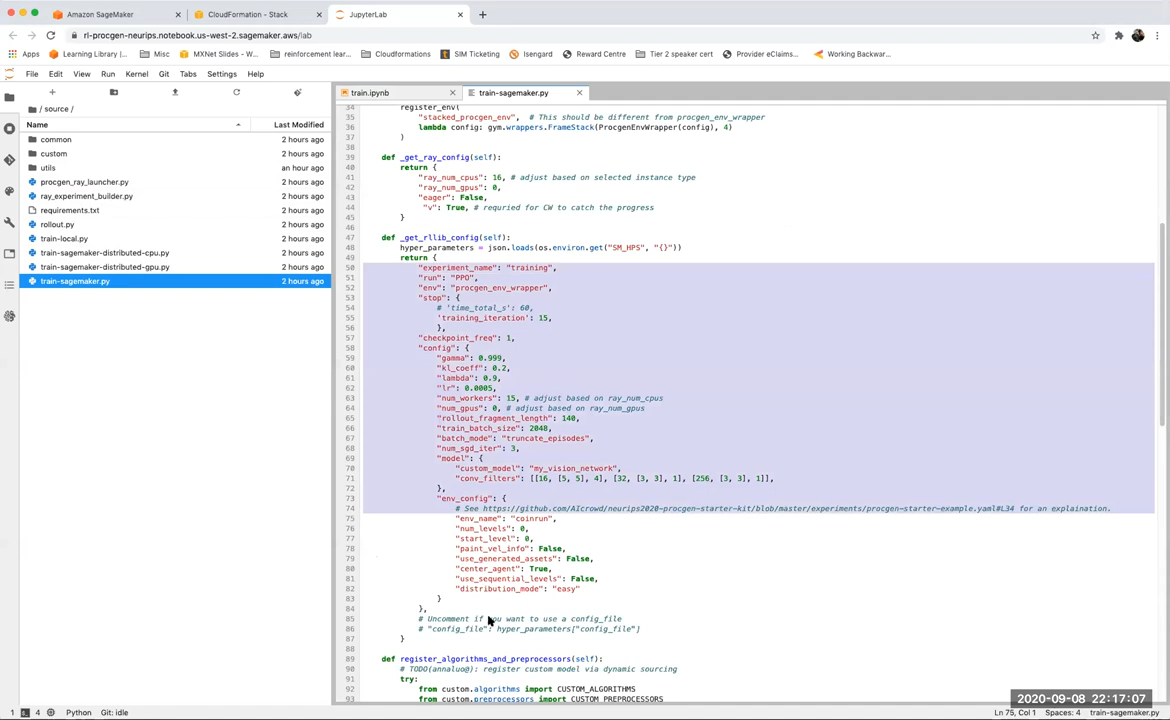 Amazon SageMaker
CloudFormation - Stack
JupyterLab
rl-procgen-neurips.notebook.us-west-2.sagemaker.aws/lab
Apps Learning Library |... Misc MXNet Slides - W... reinforcement lear... Cloudformations SIM Ticketing Isengard Reward Centre Tier 2 speaker cert Provider eClaims... Working Backwar...
File Edit View Run Kernel Git Tabs Settings Help
train.ipynb
train-sagemaker.py
/ source /
Name Last Modified
common 2 hours ago
custom 2 hours ago
utils an hour ago
procgen_ray_launcher.py 2 hours ago
ray_experiment_builder.py 2 hours ago
requirements.txt 2 hours ago
rollout.py 2 hours ago
train-local.py 2 hours ago
train-sagemaker-distributed-cpu.py 2 hours ago
train-sagemaker-distributed-gpu.py 2 hours ago
train-sagemaker.py 2 hours ago
34 register_env(
35 "stacked_procgen_env", # This should be different from procgen_env_wrapper
36 lambda config: gym.wrappers.FrameStack(ProcgenEnvWrapper(config), 4)
37 )
38
39 def _get_ray_config(self):
40 return {
41 "ray_num_cpus": 16, # adjust based on selected instance type
42 "ray_num_gpus": 0,
43 "eager": False,
44 "v": True, # requried for CW to catch the progress
45 }
46
47 def _get_rllib_config(self):
48 hyper_parameters = json.loads(os.environ.get("SM_HPS", "{}"))
49 return {
50 "experiment_name": "training",
51 "run": "PPO",
52 "env": "procgen_env_wrapper",
53 "stop": {
54 # 'time_total_s': 60,
55 'training_iteration': 15,
56 },
57 "checkpoint_freq": 1,
58 "config": {
59 "gamma": 0.999,
60 "kl_coeff": 0.2,
61 "lambda": 0.9,
62 "lr": 0.0005,
63 "num_workers": 15, # adjust based on ray_num_cpus
64 "num_gpus": 0, # adjust based on ray_num_gpus
65 "rollout_fragment_length": 140,
66 "train_batch_size": 2048,
67 "batch_mode": "truncate_episodes",
68 "num_sgd_iter": 3,
69 "model": {
70 "custom_model": "my_vision_network",
71 "conv_filters": [[16, [5, 5], 4], [32, [3, 3], 1], [256, [3, 3], 1]],
72 },
73 "env_config": {
74 # See https://github.com/AIcrowd/neurips2020-procgen-starter-kit/blob/master/experiments/procgen-starter-example.yaml#L34 for an explaination.
75 "env_name": "coinrun",
76 "num_levels": 0,
77 "start_level": 0,
78 "paint_vel_info": False,
79 "use_generated_assets": False,
80 "center_agent": True,
81 "use_sequential_levels": False,
82 "distribution_mode": "easy"
83 }
84 },
85 # Uncomment if you want to use a config_file
86 # "config_file": hyper_parameters["config_file"]
87 }
88
89 def register_algorithms_and_preprocessors(self):
90 # TODO(annaluo@): register custom model via dynamic sourcing
91 try:
92 from custom.algorithms import CUSTOM_ALGORITHMS
93 from custom.preprocessors import CUSTOM_PREPROCESSORS
2020-09-08 22:17:07
1 4 Python Git: idle
Ln 75, Col 1 Spaces: 4 train-sagemaker.py